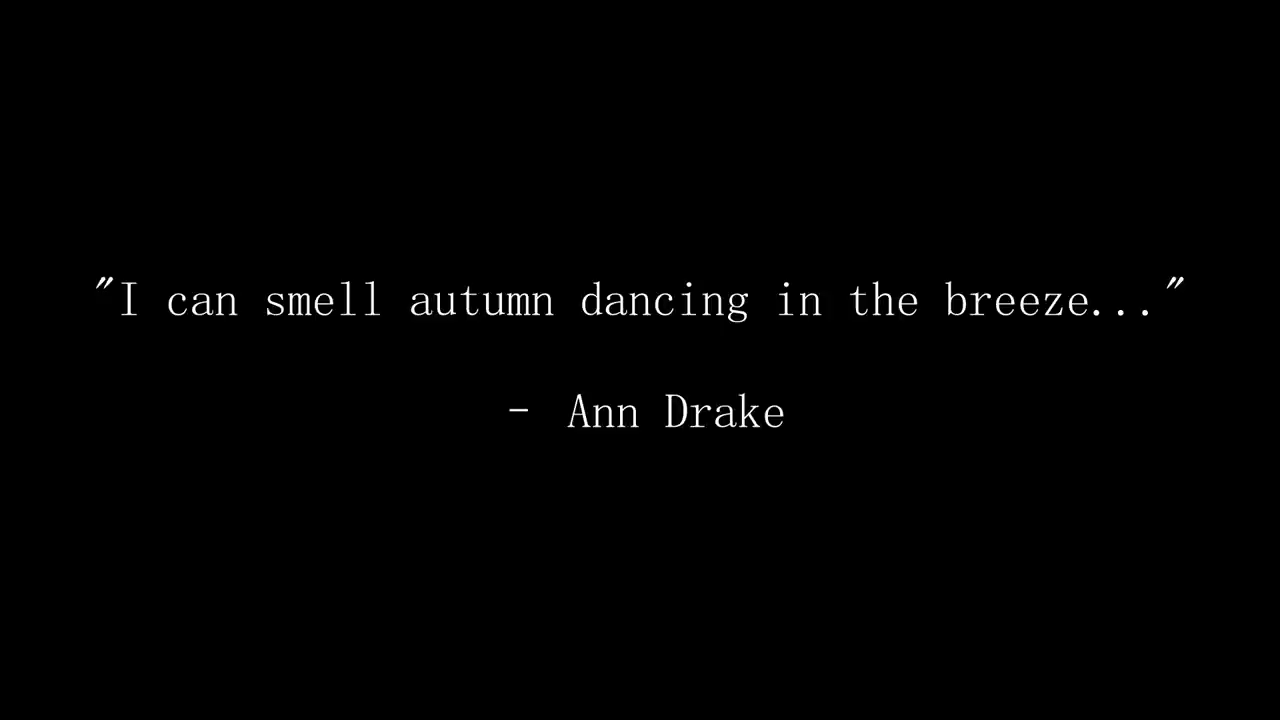 "I can smell autumn dancing in the breeze..."
- Ann Drake